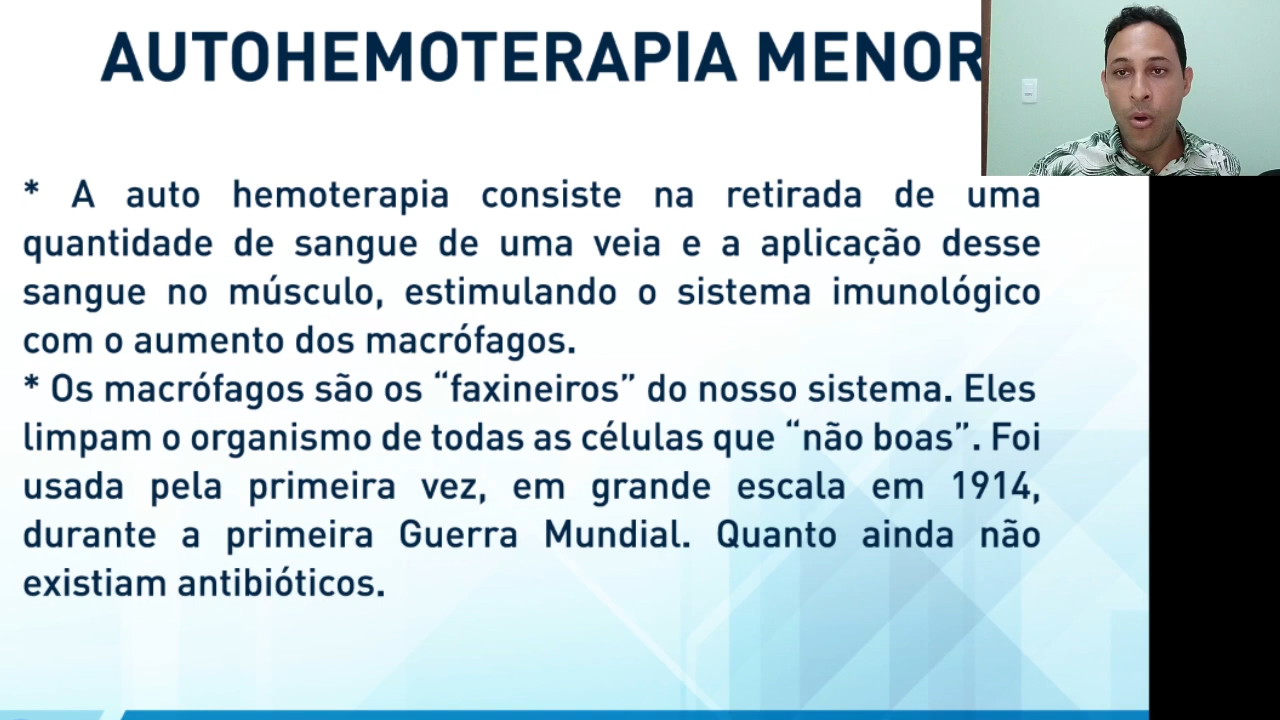 AUTOHEMOTERAPIA MENOR
* A auto hemoterapia consiste na retirada de uma
quantidade de sangue de uma veia e a aplicação desse
sangue no músculo, estimulando o sistema imunológico
com o aumento dos macrófagos.
* Os macrófagos são os “faxineiros” do nosso sistema. Eles
limpam o organismo de todas as células que “não boas”. Foi
usada pela primeira vez, em grande escala em 1914,
durante a primeira Guerra Mundial. Quanto ainda não
existiam antibióticos.